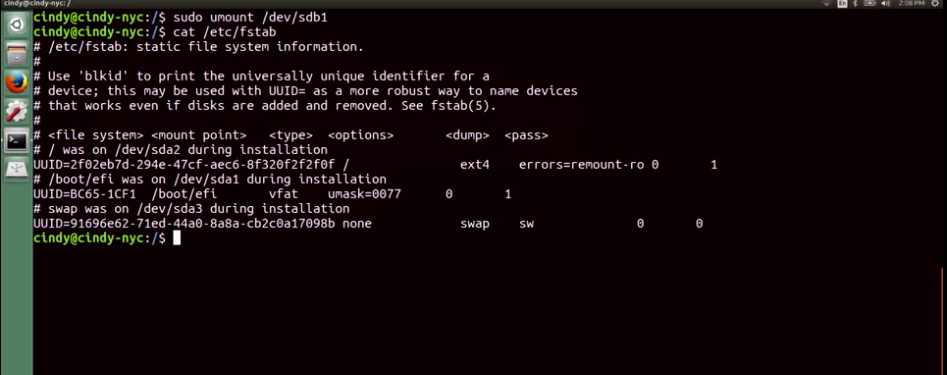 cindy@cindy-nyc: /
En 2:08 PM
cindy@cindy-nyc:/$ sudo umount /dev/sdb1
cindy@cindy-nyc:/$ cat /etc/fstab
# /etc/fstab: static file system information.
#
# Use 'blkid' to print the universally unique identifier for a
# device; this may be used with UUID= as a more robust way to name devices
# that works even if disks are added and removed. See fstab(5).
#
# <file system> <mount point>   <type>  <options>       <dump>  <pass>
# / was on /dev/sda2 during installation
UUID=2f02eb7d-294e-47cf-aec6-8f320f2f2f0f /               ext4    errors=remount-ro 0       1
# /boot/efi was on /dev/sda1 during installation
UUID=BC65-1CF1  /boot/efi       vfat    umask=0077      0       1
# swap was on /dev/sda3 during installation
UUID=91696e62-71ed-44a0-8a8a-cb2c0a17098b none            swap    sw              0       0
cindy@cindy-nyc:/$